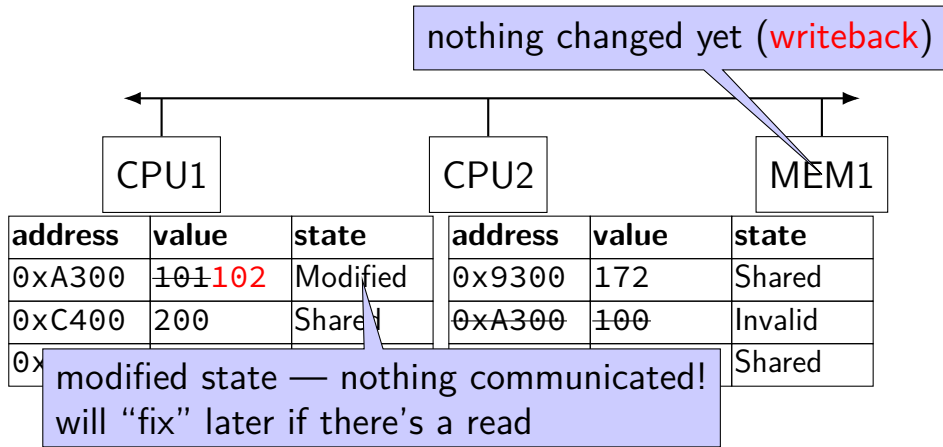 nothing changed yet (writeback)
CPU1 CPU2 MEM1
address value state address value state
0xA300 101102 Modified 0x9300 172 Shared
0xC400 200 Shared 0xA300 100 Invalid
0x Shared
modified state — nothing communicated!
will “fix” later if there's a read